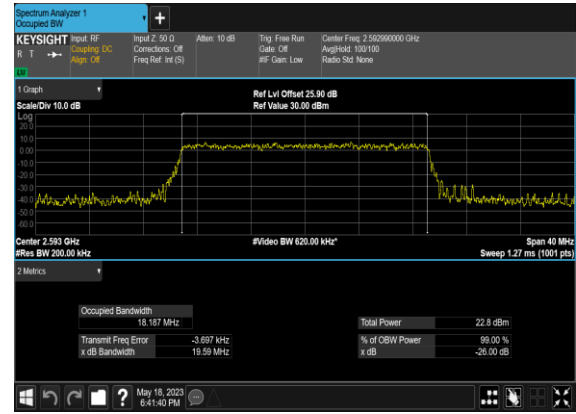 Spectrum Analyzer 1
Occupied BW
+
KEYSIGHT Input: RF Input Z: 50 Ω Atten: 10 dB Trig: Free Run Center Freq: 2.592990000 GHz
R T Coupling: DC Corrections: Off Gate: Off Avg|Hold: 100/100
Align: Off Freq Ref: Int (S) #IF Gain: Low Radio Std: None
LW
1 Graph
Ref Lvl Offset 25.90 dB
Scale/Div 10.0 dB Ref Value 30.00 dBm
Log
20.0
10.0
0.00
-10.0
-20.0
-30.0
-40.0
-50.0
-60.0
Center 2.593 GHz #Video BW 620.00 kHz* Span 40 MHz
#Res BW 200.00 kHz Sweep 1.27 ms (1001 pts)
2 Metrics
Occupied Bandwidth
18.187 MHz Total Power 22.8 dBm
Transmit Freq Error -3.697 kHz % of OBW Power 99.00 %
x dB Bandwidth 19.59 MHz x dB -26.00 dB
? May 18, 2023
6:41:40 PM